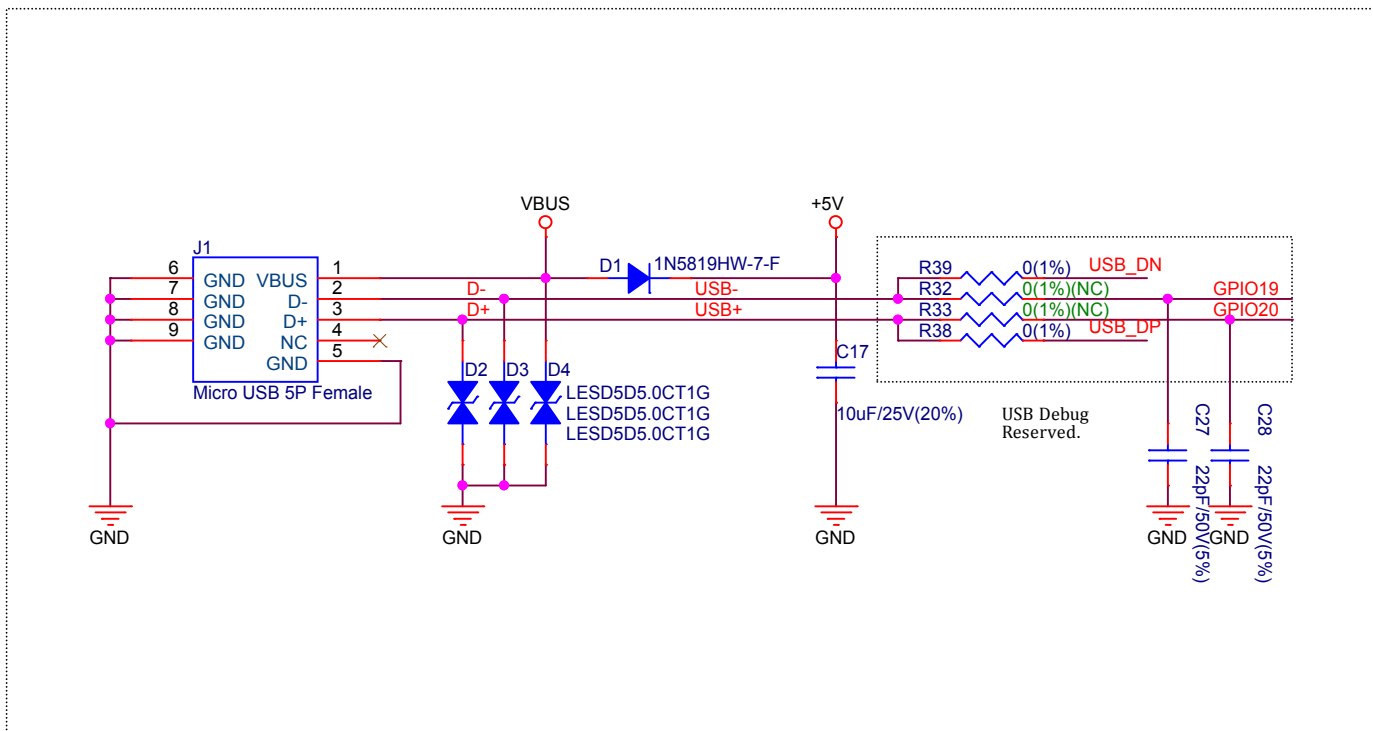 VBUS
+5V
J1
6 GND VBUS 1
7 GND D- 2
8 GND D+ 3
9 GND NC 4
GND 5
Micro USB 5P Female
D1 1N5819HW-7-F
D- USB-
D+ USB+
R39 0(1%) USB_DN
R32 0(1%)(NC) GPIO19
R33 0(1%)(NC) GPIO20
R38 0(1%) USB_DP
D2 D3 D4
LESD5D5.0CT1G
LESD5D5.0CT1G
LESD5D5.0CT1G
C17
10uF/25V(20%)
USB Debug
Reserved.
C27 22pF/50V(5%)
C28 22pF/50V(5%)
GND
GND
GND
GND
GND